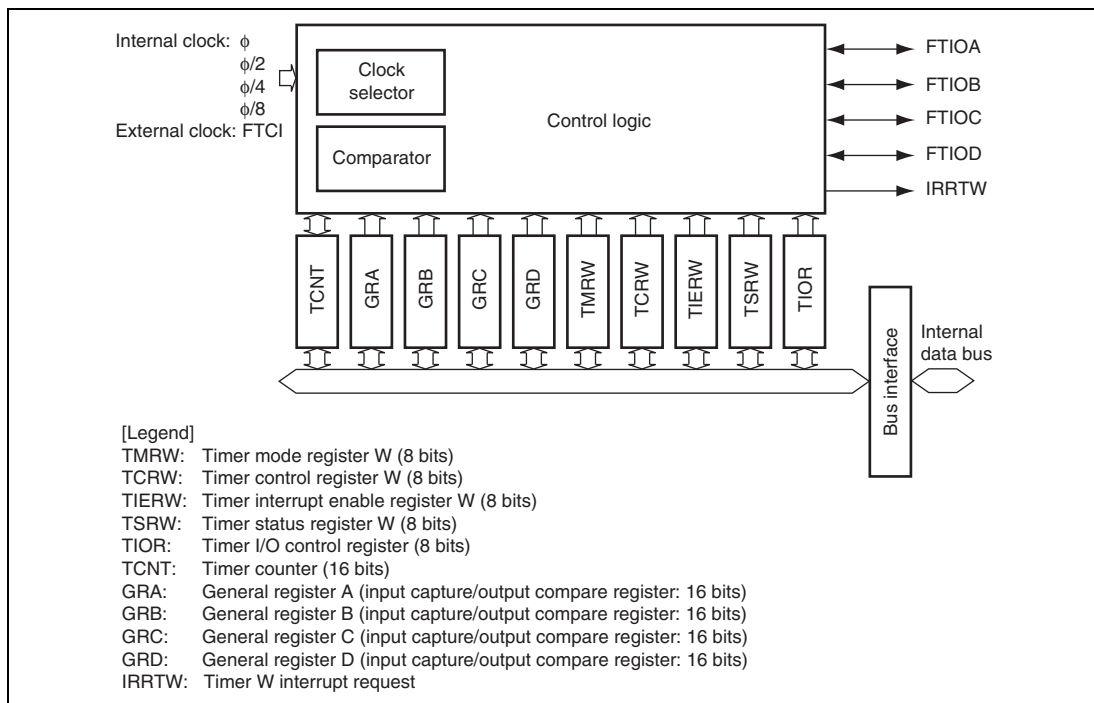 Internal clock: ϕ
ϕ/2
ϕ/4
ϕ/8
External clock: FTCI
Clock
selector
Comparator
Control logic
FTIOA
FTIOB
FTIOC
FTIOD
IRRTW
TCNT
GRA
GRB
GRC
GRD
TMRW
TCRW
TIERW
TSRW
TIOR
Bus interface
Internal
data bus
[Legend]
TMRW: Timer mode register W (8 bits)
TCRW: Timer control register W (8 bits)
TIERW: Timer interrupt enable register W (8 bits)
TSRW: Timer status register W (8 bits)
TIOR: Timer I/O control register (8 bits)
TCNT: Timer counter (16 bits)
GRA: General register A (input capture/output compare register: 16 bits)
GRB: General register B (input capture/output compare register: 16 bits)
GRC: General register C (input capture/output compare register: 16 bits)
GRD: General register D (input capture/output compare register: 16 bits)
IRRTW: Timer W interrupt request